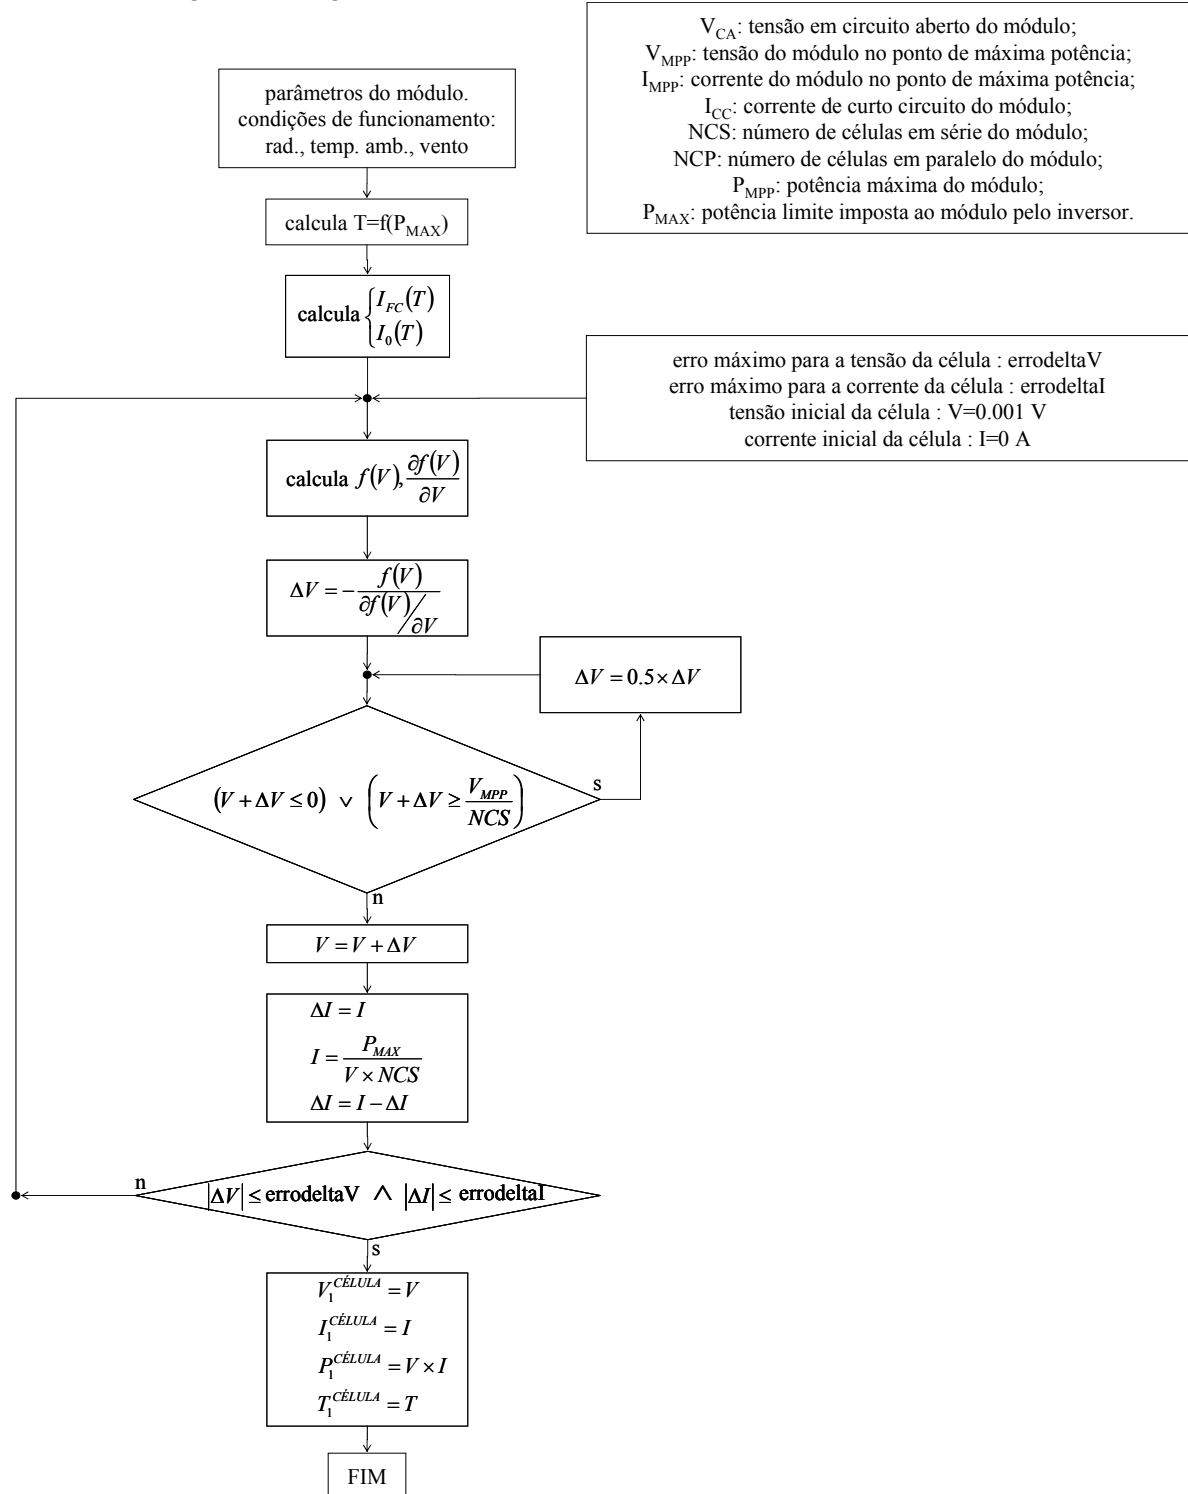 V_CA: tensão em circuito aberto do módulo;
V_MPP: tensão do módulo no ponto de máxima potência;
I_MPP: corrente do módulo no ponto de máxima potência;
I_CC: corrente de curto circuito do módulo;
NCS: número de células em série do módulo;
NCP: número de células em paralelo do módulo;
P_MPP: potência máxima do módulo;
P_MAX: potência limite imposta ao módulo pelo inversor.
parâmetros do módulo.
condições de funcionamento:
rad., temp. amb., vento
calcula T=f(P_MAX)
calcula { I_FC(T)
I_0(T)
erro máximo para a tensão da célula : errodeltaV
erro máximo para a corrente da célula : errodeltaI
tensão inicial da célula : V=0.001 V
corrente inicial da célula : I=0 A
calcula f(V), ∂f(V)/∂V
ΔV = − f(V) / (∂f(V)/∂V)
ΔV = 0.5 × ΔV
(V + ΔV ≤ 0) ∨ (V + ΔV ≥ V_MPP/NCS)
s
n
V = V + ΔV
ΔI = I
I = P_MAX / (V × NCS)
ΔI = I − ΔI
n
|ΔV| ≤ errodeltaV ∧ |ΔI| ≤ errodeltaI
s
V_1^CÉLULA = V
I_1^CÉLULA = I
P_1^CÉLULA = V × I
T_1^CÉLULA = T
FIM